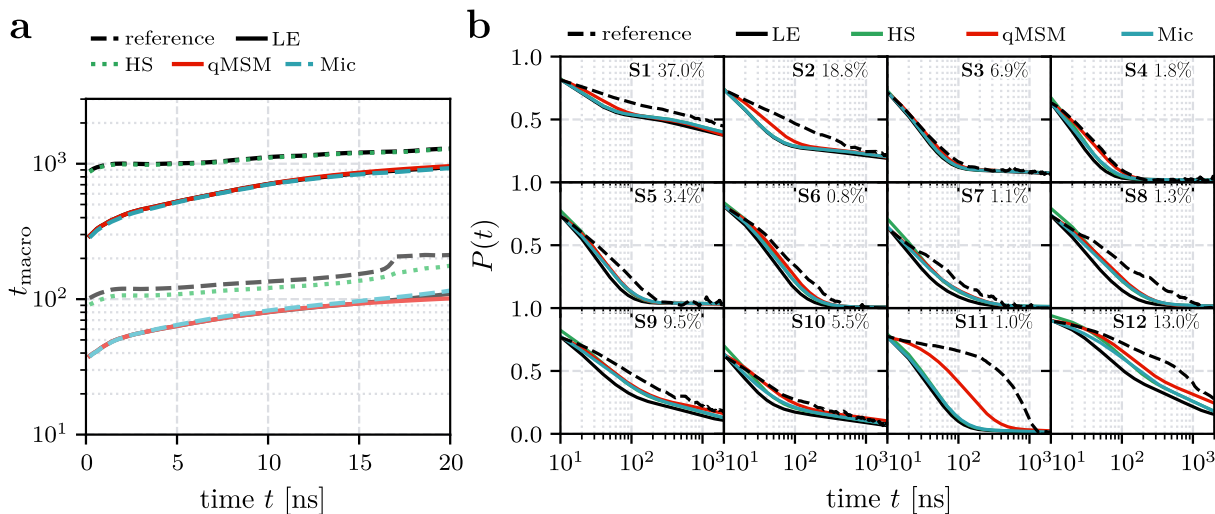 a
reference LE
HS qMSM Mic
10³
10²
10¹
t_macro
0 5 10 15 20
time t [ns]
b
reference LE HS qMSM Mic
1.0
S1 37.0% S2 18.8% S3 6.9% S4 1.8%
0.5
1.0
S5 3.4% S6 0.8% S7 1.1% S8 1.3%
0.5
P(t)
1.0
S9 9.5% S10 5.5% S11 1.0% S12 13.0%
0.5
0.0
10¹ 10² 10³ 10¹ 10² 10³ 10¹ 10² 10³ 10¹ 10² 10³
time t [ns]